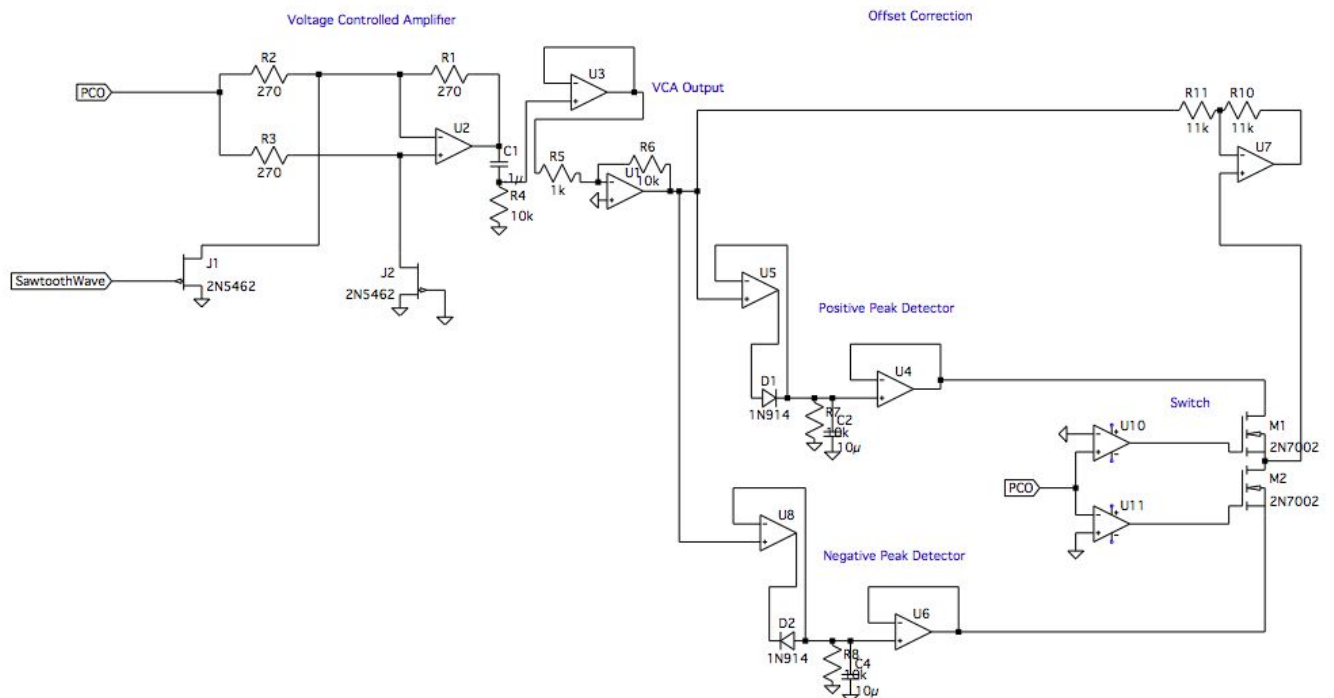 Voltage Controlled Amplifier
Offset Correction
R2
270
R1
270
PCO
R3
270
U2
C1
1µ
R4
10k
U3
VCA Output
R5
1k
U1
R6
10k
R11
11k
R10
11k
U7
SawtoothWave
J1
2N5462
J2
2N5462
U5
Positive Peak Detector
D1
1N914
U4
R7
10k
C2
10µ
Switch
U10
M1
2N7002
PCO
U11
M2
2N7002
U8
Negative Peak Detector
D2
1N914
U6
R8
10k
C4
10µ